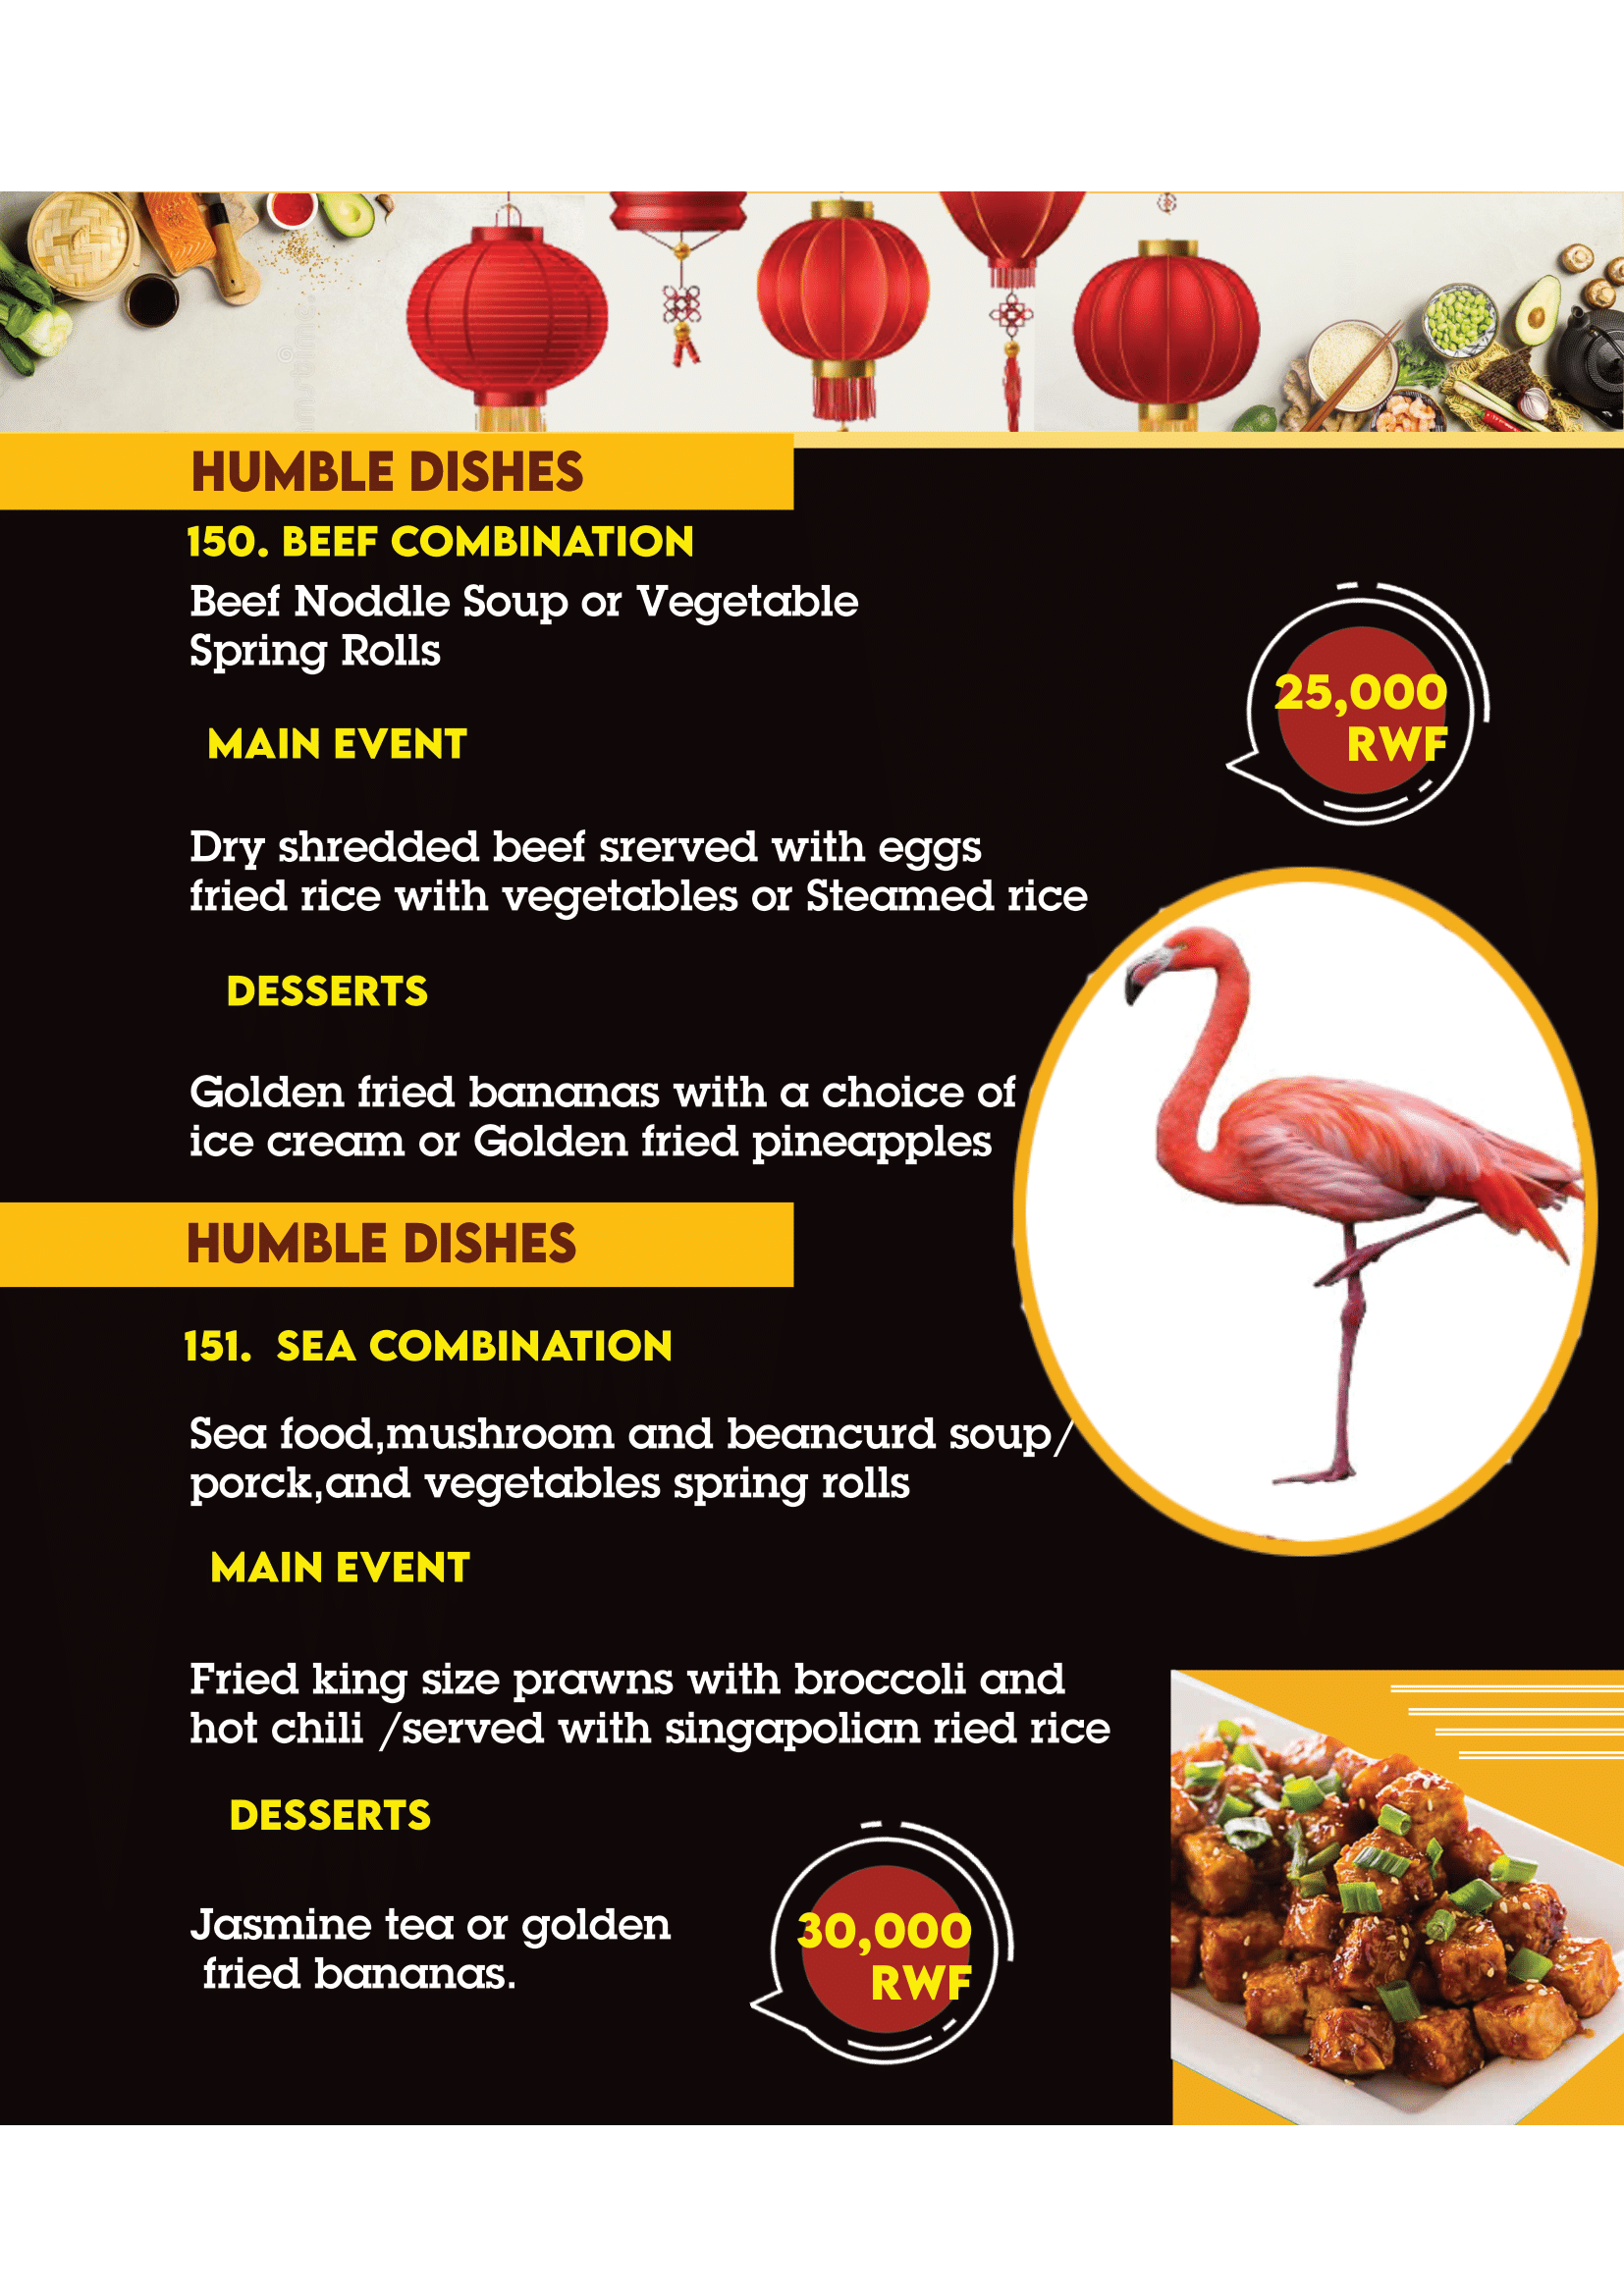 HUMBLE DISHES
150. BEEF COMBINATION
Beef Noddle Soup or Vegetable
Spring Rolls
25,000
RWF
MAIN EVENT
Dry shredded beef srerved with eggs
fried rice with vegetables or Steamed rice
DESSERTS
Golden fried bananas with a choice of
ice cream or Golden fried pineapples
HUMBLE DISHES
151. SEA COMBINATION
Sea food,mushroom and beancurd soup/
porck,and vegetables spring rolls
MAIN EVENT
Fried king size prawns with broccoli and
hot chili /served with singapolian ried rice
DESSERTS
Jasmine tea or golden
fried bananas.
30,000
RWF